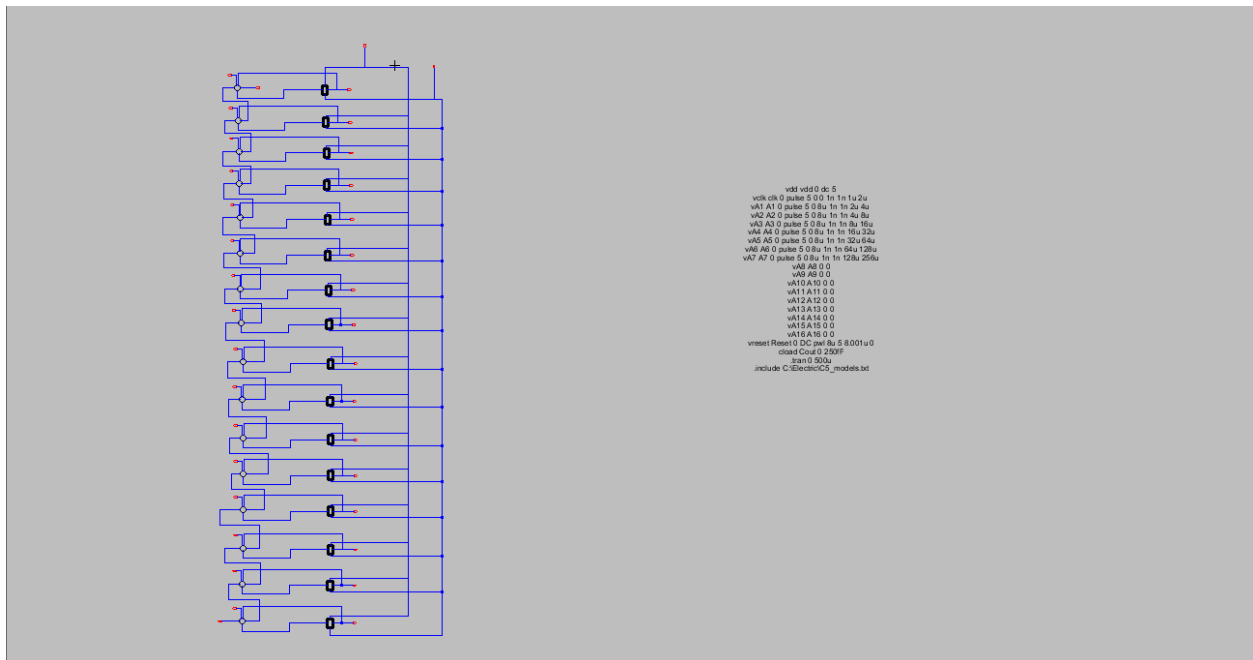 vdd vdd 0 dc 5
vclk clk 0 pulse 5 0 0 1n 1n 1u 2u
vA1 A1 0 pulse 5 0 8u 1n 1n 2u 4u
vA2 A2 0 pulse 5 0 8u 1n 1n 4u 8u
vA3 A3 0 pulse 5 0 8u 1n 1n 8u 16u
vA4 A4 0 pulse 5 0 8u 1n 1n 16u 32u
vA5 A5 0 pulse 5 0 8u 1n 1n 32u 64u
vA6 A6 0 pulse 5 0 8u 1n 1n 64u 128u
vA7 A7 0 pulse 5 0 8u 1n 1n 128u 256u
vA8 A8 0 0
vA9 A9 0 0
vA10 A10 0 0
vA11 A11 0 0
vA12 A12 0 0
vA13 A13 0 0
vA14 A14 0 0
vA15 A15 0 0
vA16 A16 0 0
vreset Reset 0 DC pwl 8u 5 8.001u 0
cload Cout 0 250fF
.tran 0 500u
.include C:\Electric\C5_models.txt